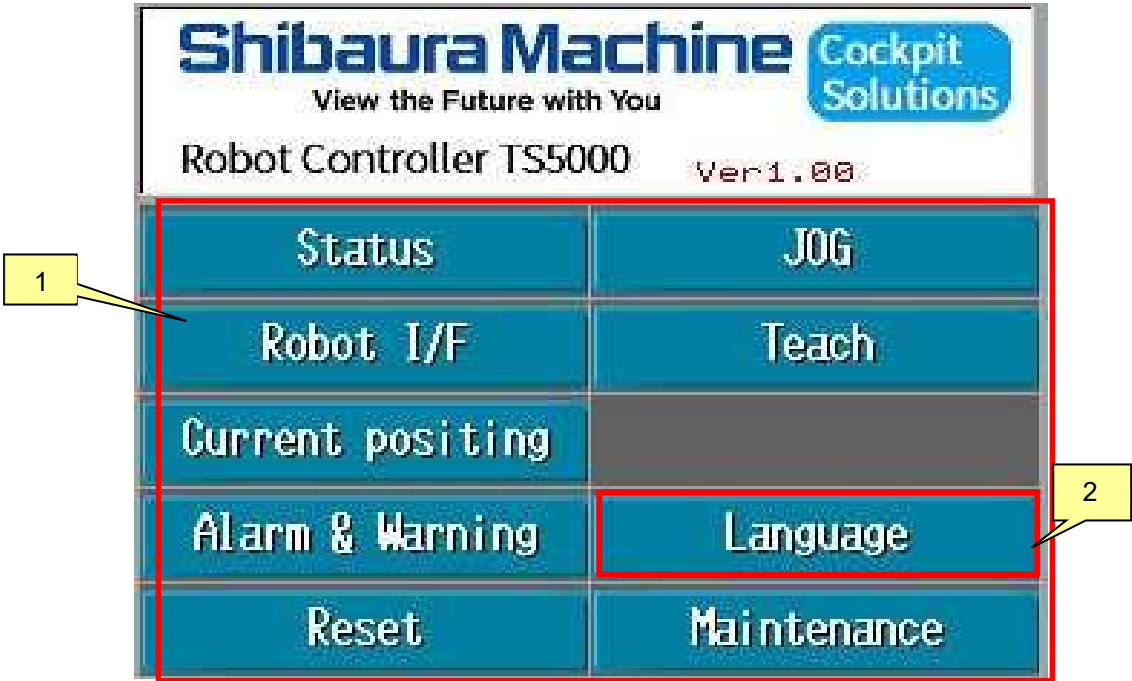 Shibaura Machine
View the Future with You
Cockpit
Solutions
Robot Controller TS5000 Ver1.00
Status JOG
1
Robot I/F Teach
Current positing
2
Alarm & Warning Language
Reset Maintenance